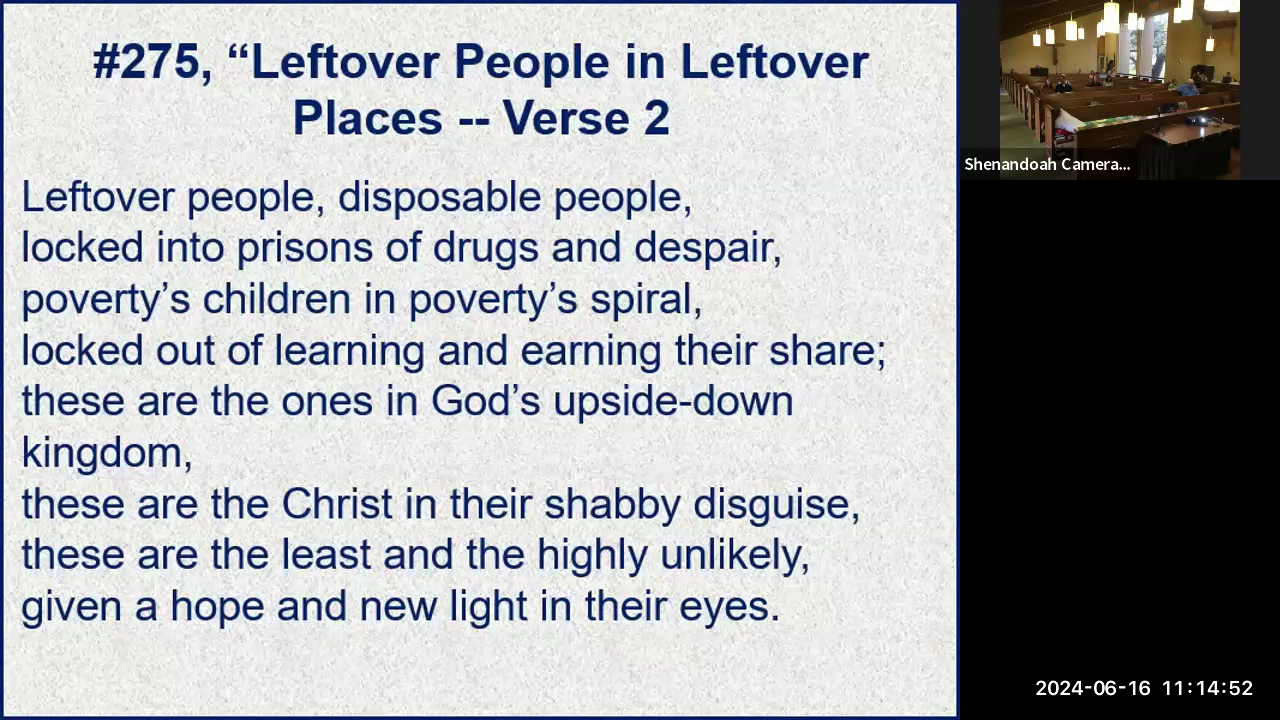 #275, “Leftover People in Leftover
Places -- Verse 2
Leftover people, disposable people,
locked into prisons of drugs and despair,
poverty’s children in poverty’s spiral,
locked out of learning and earning their share;
these are the ones in God’s upside-down
kingdom,
these are the Christ in their shabby disguise,
these are the least and the highly unlikely,
given a hope and new light in their eyes.
Shenandoah Camera...
2024-06-16 11:14:52